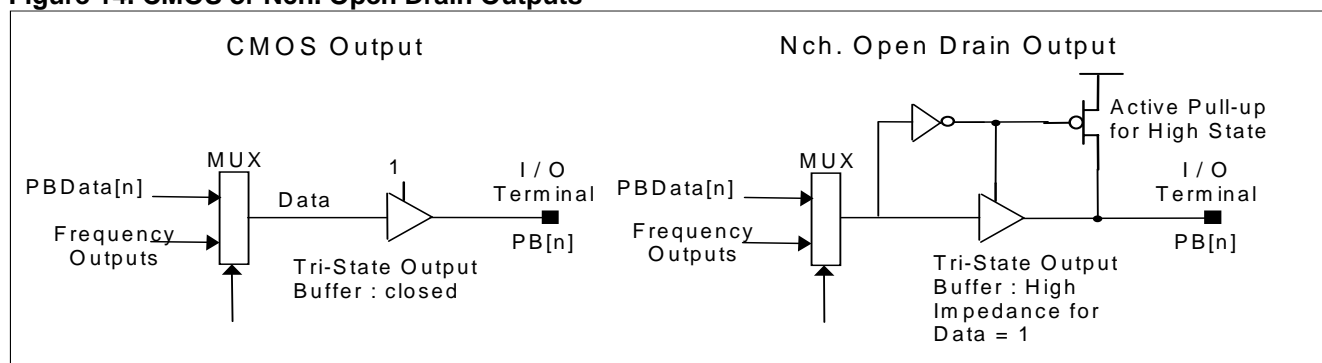 Figure 14. CMOS or Nch. Open Drain Outputs
CMOS Output
MUX
PBData[n]
Frequency
Outputs
Data
1
Tri-State Output
Buffer : closed
I / O
Terminal
PB[n]
Nch. Open Drain Output
MUX
PBData[n]
Frequency
Outputs
Active Pull-up
for High State
I / O
Terminal
PB[n]
Tri-State Output
Buffer : High
Impedance for
Data = 1